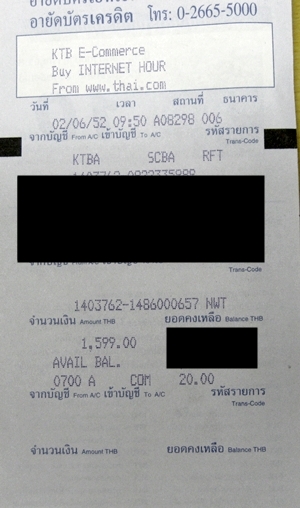 อายัดบัตรเครดิต โทร: 0-2665-5000
KTB E-Commerce
Buy INTERNET HOUR
From www.thai.com
วันที่ เวลา สถานที่ ธนาคาร
02/06/52 09:50 A08298 006
จากบัญชี From A/C เข้าบัญชี To A/C รหัสรายการ
Trans-Code
KTBA SCBA RFT
Trans-Code
1403762-1486000657 NWT
จำนวนเงิน Amount THB ยอดคงเหลือ Balance THB
1,599.00
AVAIL BAL.
0700 A COM 20.00
จากบัญชี From A/C เข้าบัญชี To A/C รหัสรายการ
Trans-Code
จำนวนเงิน Amount THB ยอดคงเหลือ Balance THB